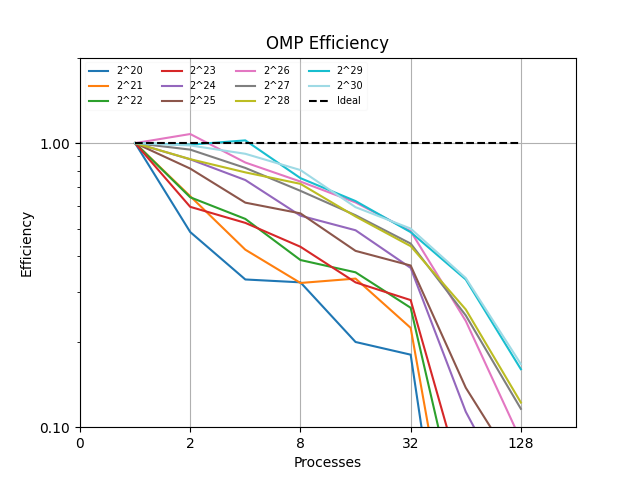 OMP Efficiency
2^20 2^23 2^26 2^29
2^21 2^24 2^27 2^30
2^22 2^25 2^28 Ideal
1.00
Efficiency
0.10
0 2 8 32 128
Processes